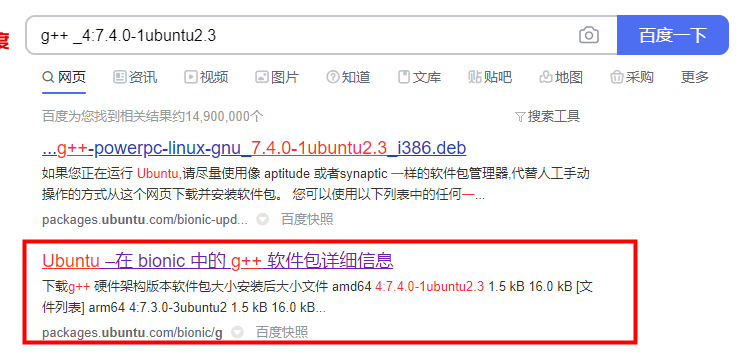 度
g++ _4:7.4.0-1ubuntu2.3
百度一下
网页 资讯 视频 图片 知道 文库 贴吧 地图 采购 更多
百度为您找到相关结果约14,900,000个 搜索工具
...g++-powerpc-linux-gnu_7.4.0-1ubuntu2.3_i386.deb
如果您正在运行 Ubuntu,请尽量使用像 aptitude 或者synaptic 一样的软件包管理器,代替人工手动
操作的方式从这个网页下载并安装软件包。 您可以使用以下列表中的任何一...
packages.ubuntu.com/bionic-upd... 百度快照
Ubuntu –在 bionic 中的 g++ 软件包详细信息
下载g++ 硬件架构版本软件包大小安装后大小文件 amd64 4:7.4.0-1ubuntu2.3 1.5 kB 16.0 kB [文
件列表] arm64 4:7.3.0-3ubuntu2 1.5 kB 16.0 kB...
packages.ubuntu.com/bionic/g 百度快照